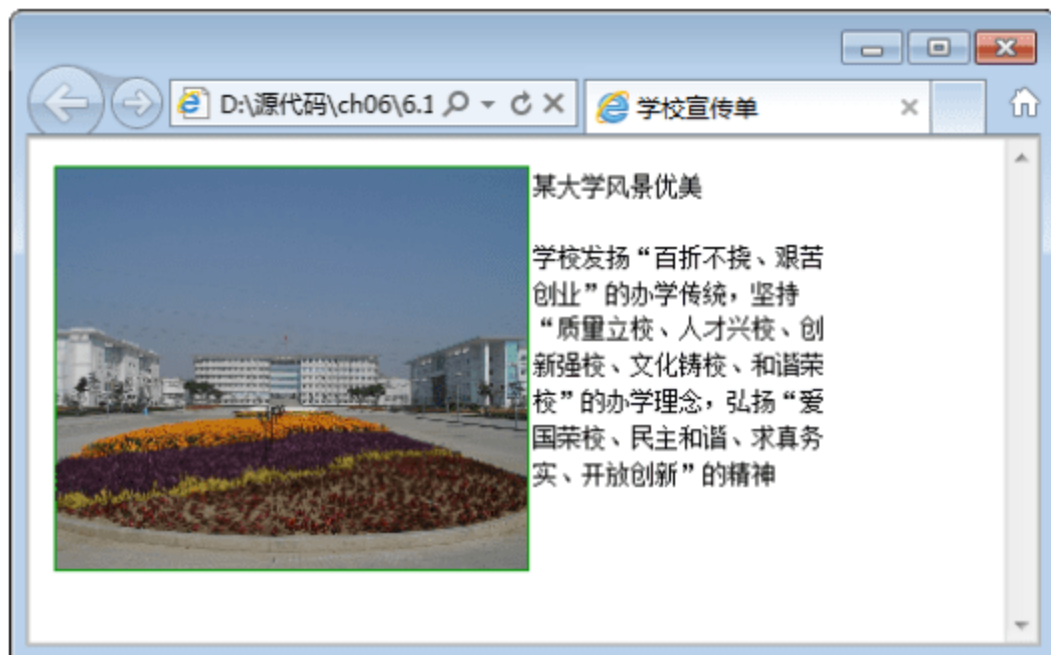 D:\源代码\ch06\6.1
学校宣传单
某大学风景优美
学校发扬“百折不挠、艰苦
创业”的办学传统，坚持
“质量立校、人才兴校、创
新强校、文化铸校、和谐荣
校”的办学理念，弘扬“爱
国荣校、民主和谐、求真务
实、开放创新”的精神